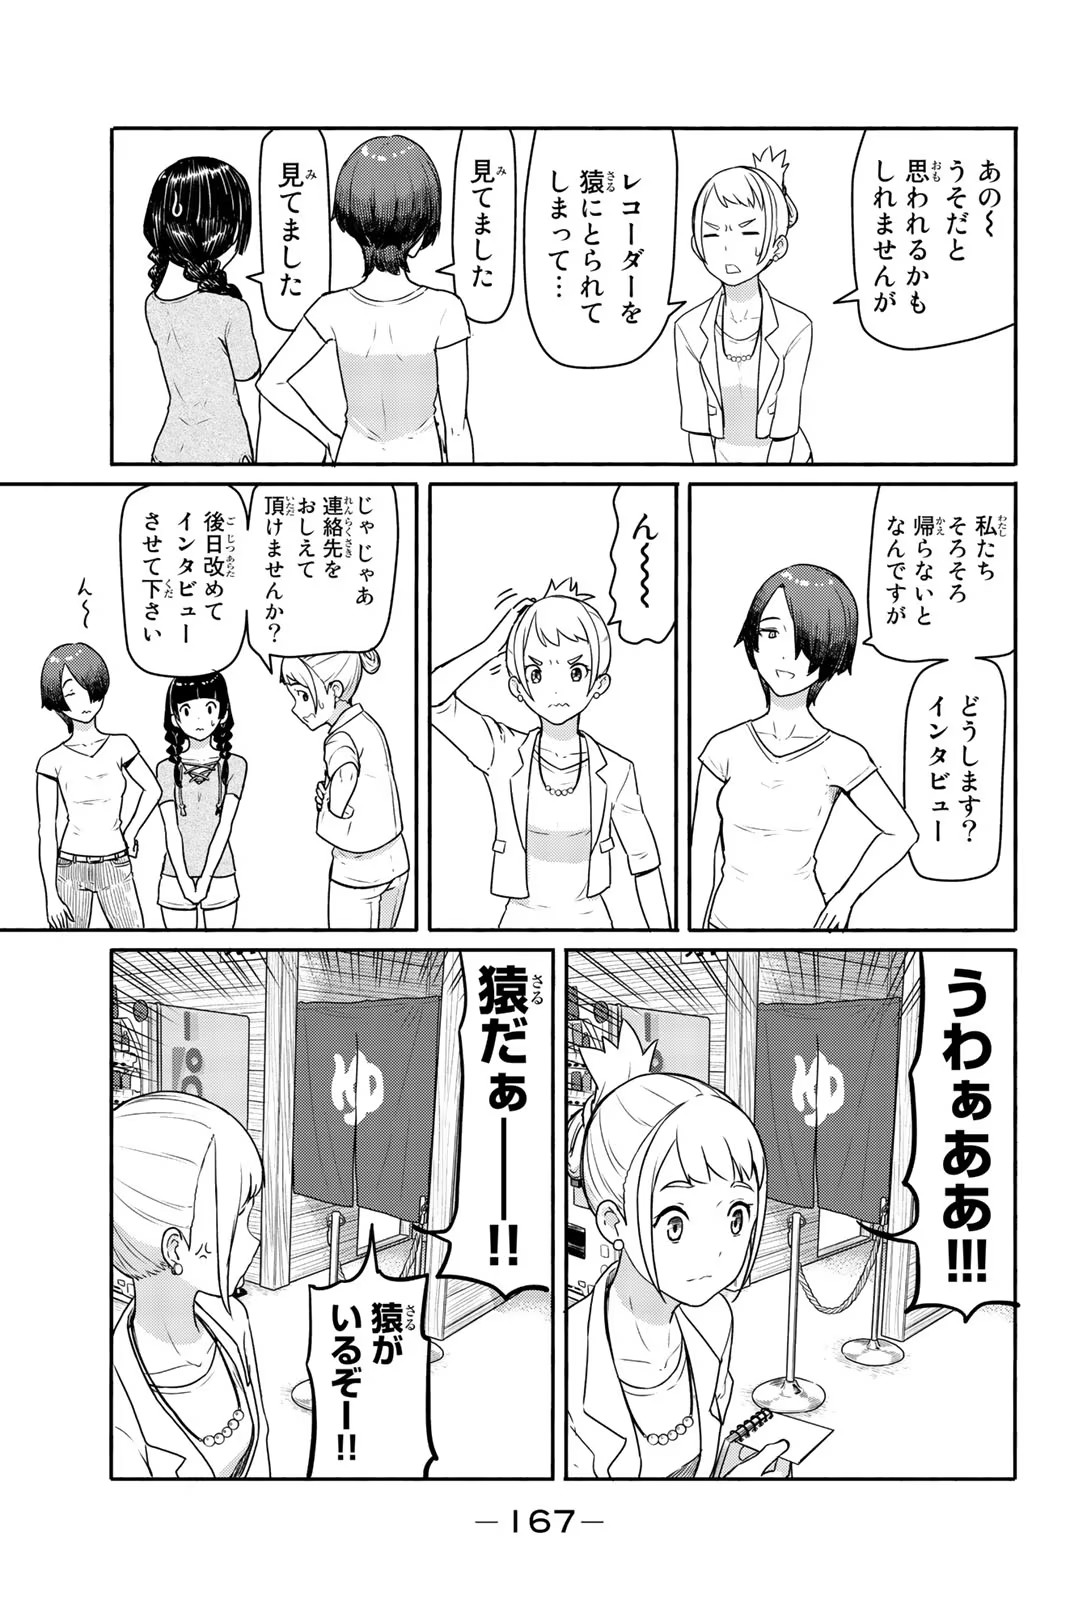 あの〜
うそだと
思われるかも
しれませんが
レコーダーを
猿にとられて
しまって…
見てました
見てました
私たち
そろそろ
帰らないと
なんですが
どうします?
インタビュー
ん〜〜
じゃじゃあ
連絡先を
おしえて
頂けませんか?
後日改めて
インタビュー
させて下さい
ん〜
うわぁああ!!!
ゆ
猿だぁーー!!
ゆ
猿が
いるぞー!!
—167—